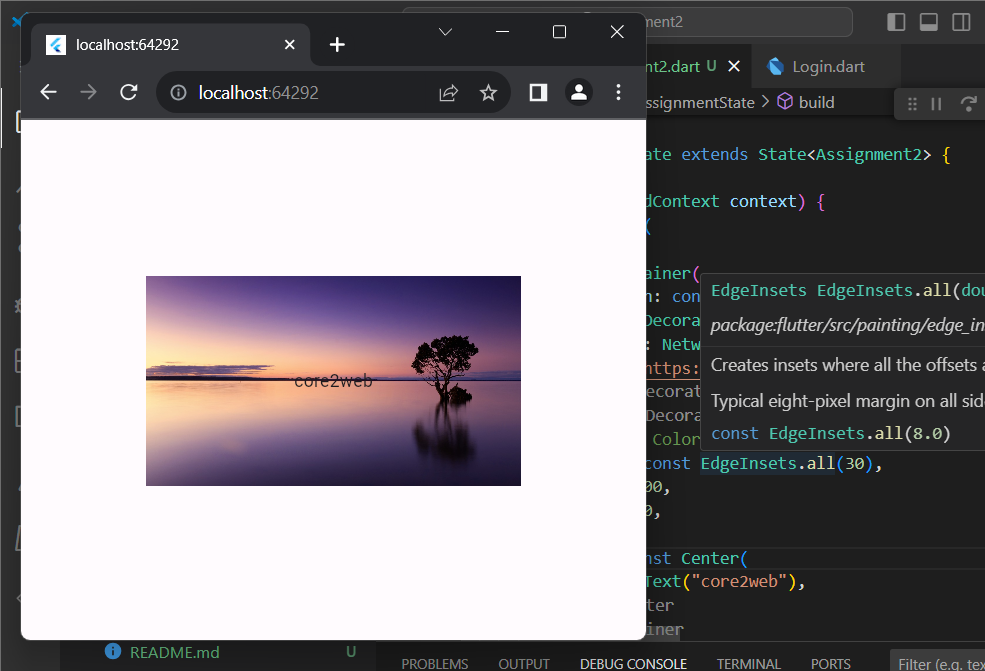 localhost:64292
localhost:64292
core2web
ment2
nt2.dart U
Login.dart
ssignmentState > build
ate extends State<Assignment2> {
dContext context) {
(
ainer(
n: con
Decora
: Netw
https:
ecorat
Decora
Color
EdgeInsets EdgeInsets.all(dou
package:flutter/src/painting/edge_in
Creates insets where all the offsets a
Typical eight-pixel margin on all sid
const EdgeInsets.all(8.0)
const EdgeInsets.all(30),
00,
0,
nst Center(
Text("core2web"),
ter
iner
README.md U
PROBLEMS OUTPUT DEBUG CONSOLE TERMINAL PORTS
Filter (e.g. tex